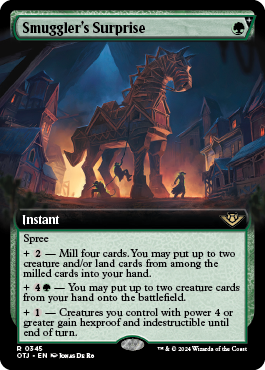 Smuggler's Surprise
Instant
Spree
+ 2 — Mill four cards. You may put up to two
creature and/or land cards from among the
milled cards into your hand.
+ 4 — You may put up to two creature cards
from your hand onto the battlefield.
+ 1 — Creatures you control with power 4 or
greater gain hexproof and indestructible until
end of turn.
R 0345
OTJ • EN Jonas De Ro
™ & © 2024 Wizards of the Coast